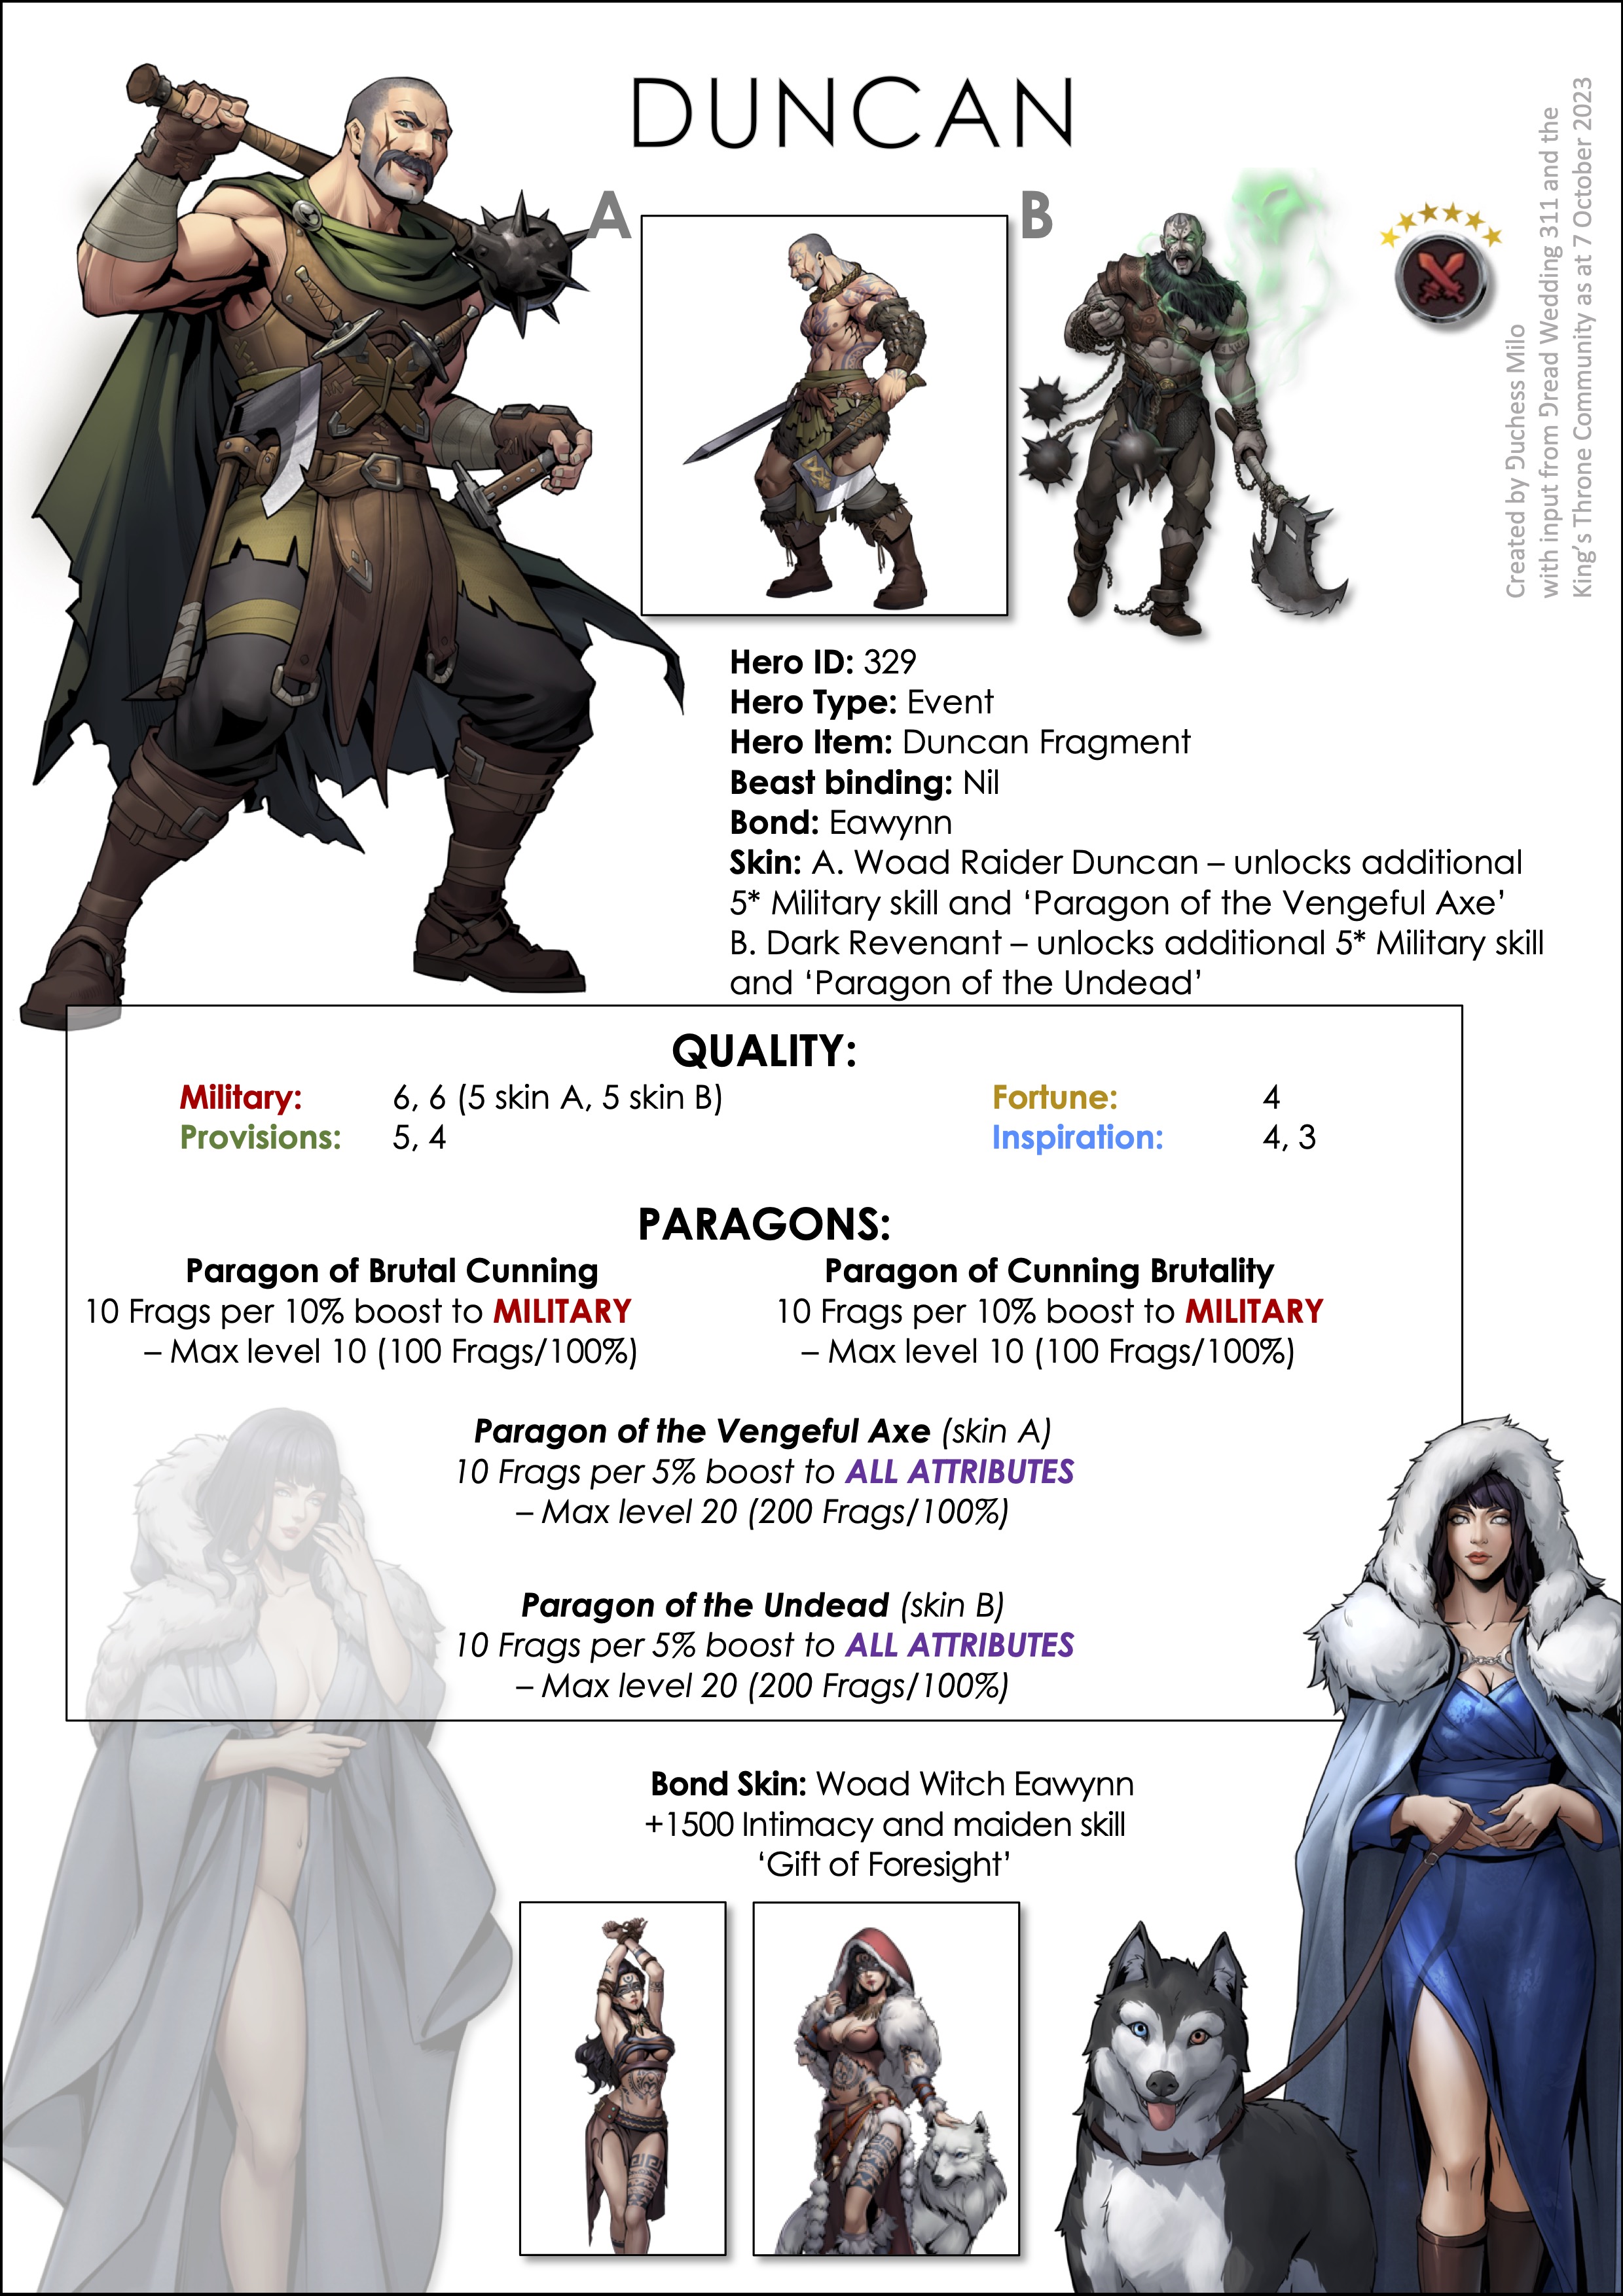 DUNCAN
A
B
Created by Duchess Milo
with input from Dread Wedding 311 and the
King's Throne Community as at 7 October 2023
Hero ID: 329
Hero Type: Event
Hero Item: Duncan Fragment
Beast binding: Nil
Bond: Eawynn
Skin: A. Woad Raider Duncan – unlocks additional
5* Military skill and ‘Paragon of the Vengeful Axe’
B. Dark Revenant – unlocks additional 5* Military skill
and ‘Paragon of the Undead’
QUALITY:
Military: 6, 6 (5 skin A, 5 skin B)
Fortune: 4
Provisions: 5, 4
Inspiration: 4, 3
PARAGONS:
Paragon of Brutal Cunning
10 Frags per 10% boost to MILITARY
– Max level 10 (100 Frags/100%)
Paragon of Cunning Brutality
10 Frags per 10% boost to MILITARY
– Max level 10 (100 Frags/100%)
Paragon of the Vengeful Axe (skin A)
10 Frags per 5% boost to ALL ATTRIBUTES
– Max level 20 (200 Frags/100%)
Paragon of the Undead (skin B)
10 Frags per 5% boost to ALL ATTRIBUTES
– Max level 20 (200 Frags/100%)
Bond Skin: Woad Witch Eawynn
+1500 Intimacy and maiden skill
‘Gift of Foresight’